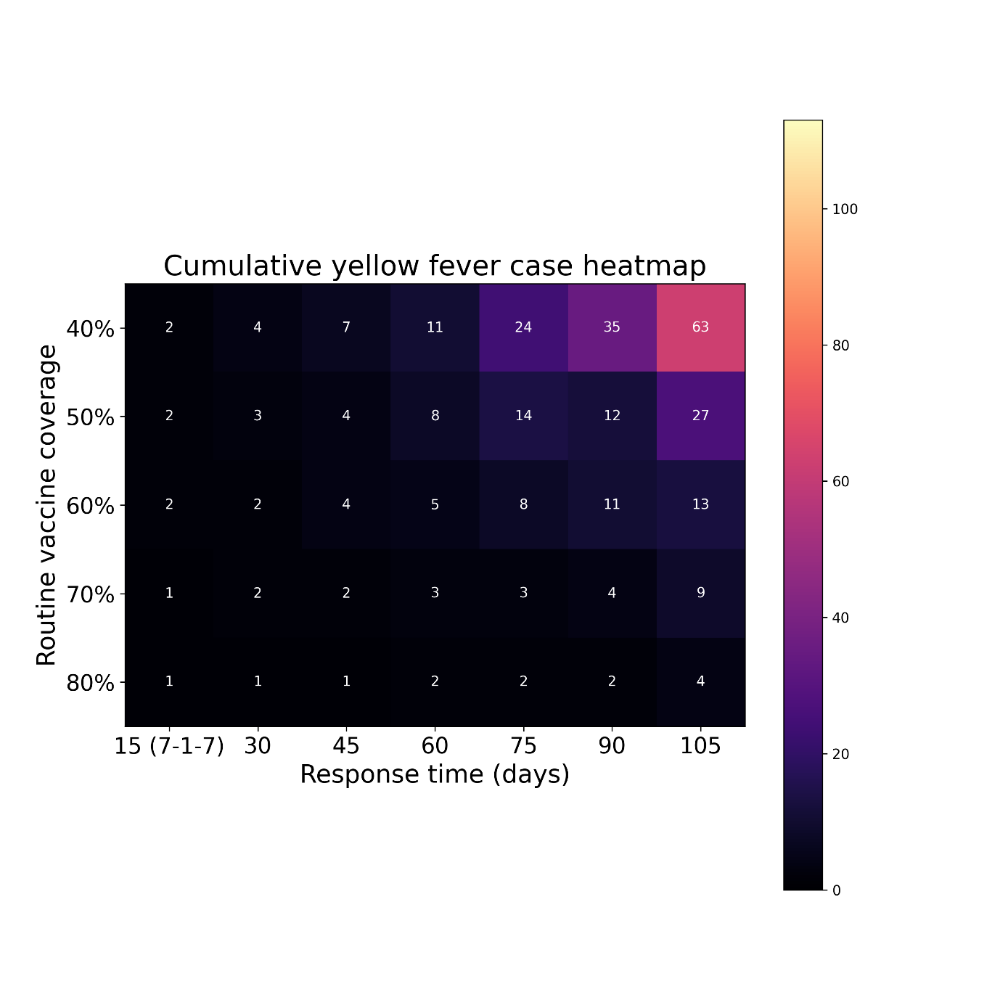 Cumulative yellow fever case heatmap
Routine vaccine coverage
40% 2 4 7 11 24 35 63
50% 2 3 4 8 14 12 27
60% 2 2 4 5 8 11 13
70% 1 2 2 3 3 4 9
80% 1 1 1 2 2 2 4
15 (7-1-7) 30 45 60 75 90 105
Response time (days)
100
80
60
40
20
0